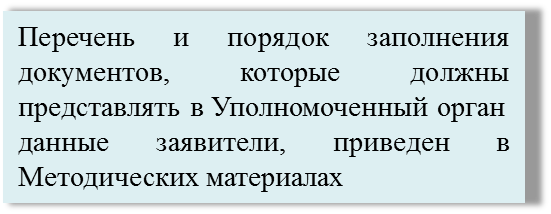 Перечень и порядок заполнения
документов, которые должны
представлять в Уполномоченный орган
данные заявители, приведен в
Методических материалах